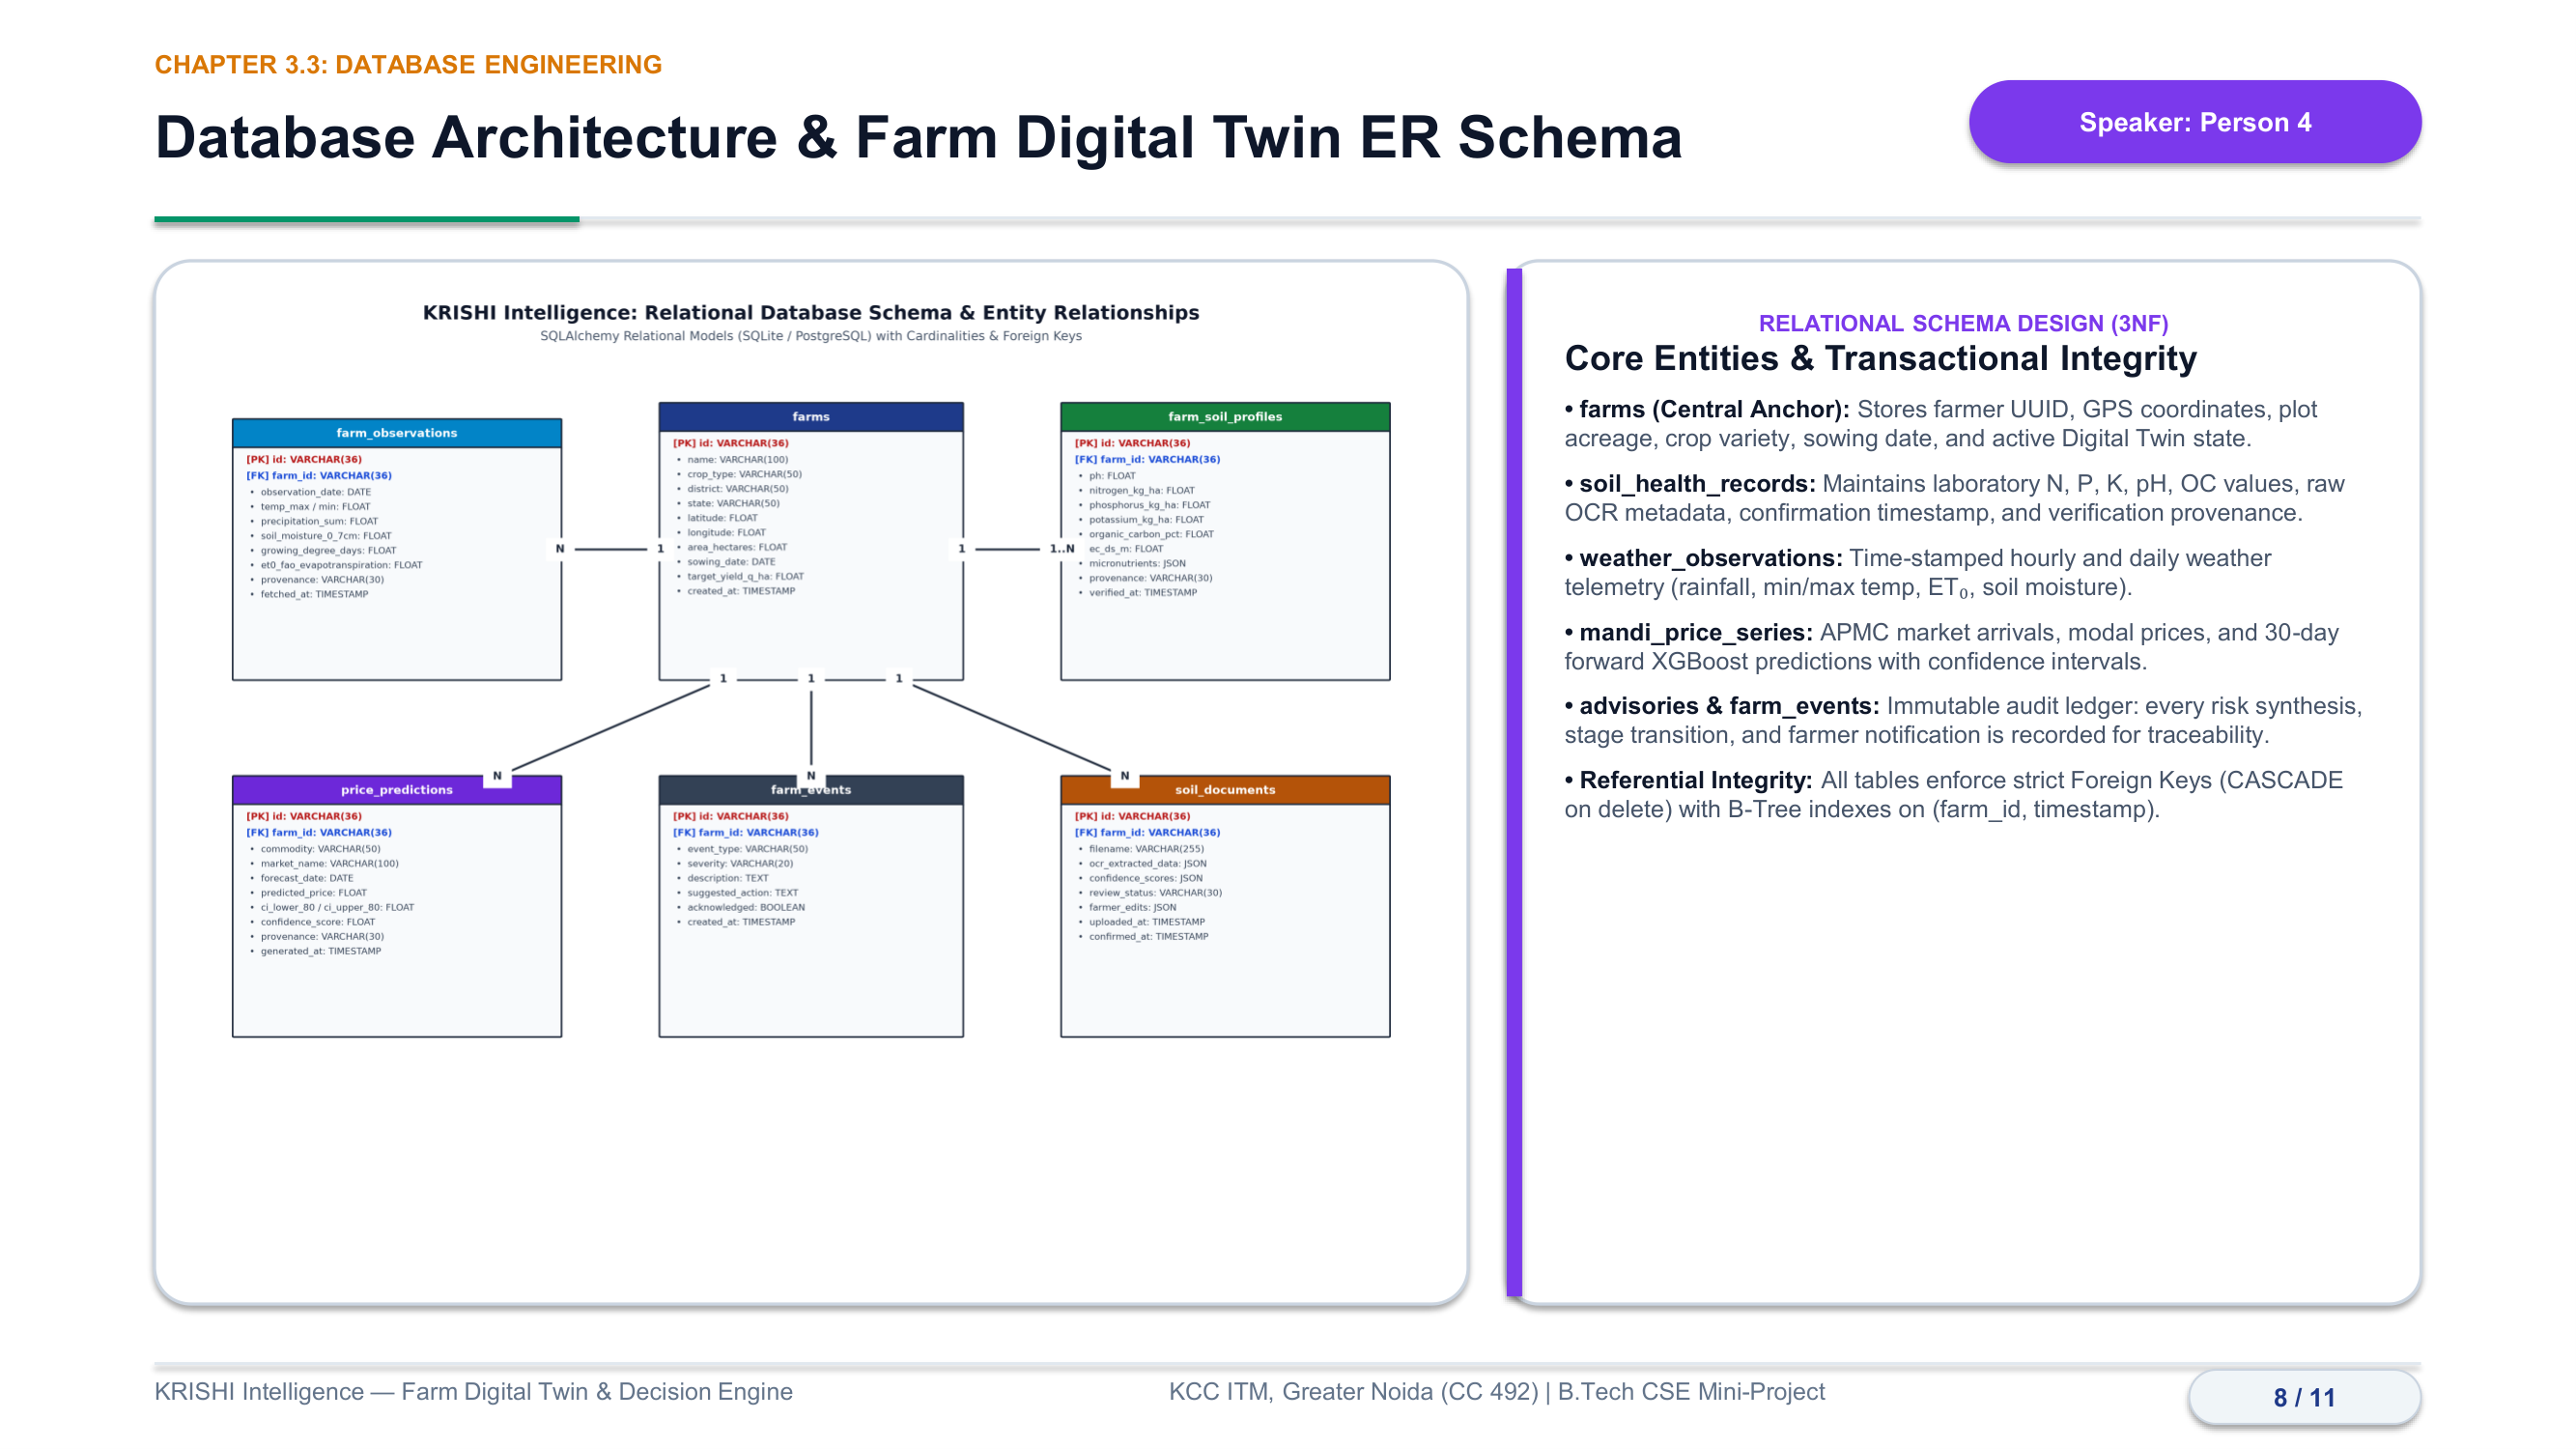 CHAPTER 3.3: DATABASE ENGINEERING
Database Architecture & Farm Digital Twin ER Schema
Speaker: Person 4
KRISHI Intelligence: Relational Database Schema & Entity Relationships
SQLAlchemy Relational Models (SQLite / PostgreSQL) with Cardinalities & Foreign Keys
farm_observations
[PK] id: VARCHAR(36)
[FK] farm_id: VARCHAR(36)
• observation_date: DATE
• temp_max / min: FLOAT
• precipitation_sum: FLOAT
• soil_moisture_0_7cm: FLOAT
• growing_degree_days: FLOAT
• et0_fao_evapotranspiration: FLOAT
• provenance: VARCHAR(30)
• fetched_at: TIMESTAMP
N
1
farms
[PK] id: VARCHAR(36)
• name: VARCHAR(100)
• crop_type: VARCHAR(50)
• district: VARCHAR(50)
• state: VARCHAR(50)
• latitude: FLOAT
• longitude: FLOAT
• area_hectares: FLOAT
• sowing_date: DATE
• target_yield_q_ha: FLOAT
• created_at: TIMESTAMP
1
1..N
farm_soil_profiles
[PK] id: VARCHAR(36)
[FK] farm_id: VARCHAR(36)
• ph: FLOAT
• nitrogen_kg_ha: FLOAT
• phosphorus_kg_ha: FLOAT
• potassium_kg_ha: FLOAT
• organic_carbon_pct: FLOAT
ec_ds_m: FLOAT
• micronutrients: JSON
• provenance: VARCHAR(30)
• verified_at: TIMESTAMP
1
1
1
N
N
N
price_predictions
[PK] id: VARCHAR(36)
[FK] farm_id: VARCHAR(36)
• commodity: VARCHAR(50)
• market_name: VARCHAR(100)
• forecast_date: DATE
• predicted_price: FLOAT
• ci_lower_80 / ci_upper_80: FLOAT
• confidence_score: FLOAT
• provenance: VARCHAR(30)
• generated_at: TIMESTAMP
farm_events
[PK] id: VARCHAR(36)
[FK] farm_id: VARCHAR(36)
• event_type: VARCHAR(50)
• severity: VARCHAR(20)
• description: TEXT
• suggested_action: TEXT
• acknowledged: BOOLEAN
• created_at: TIMESTAMP
soil_documents
[PK] id: VARCHAR(36)
[FK] farm_id: VARCHAR(36)
• filename: VARCHAR(255)
• ocr_extracted_data: JSON
• confidence_scores: JSON
• review_status: VARCHAR(30)
• farmer_edits: JSON
• uploaded_at: TIMESTAMP
• confirmed_at: TIMESTAMP
RELATIONAL SCHEMA DESIGN (3NF)
Core Entities & Transactional Integrity
• farms (Central Anchor): Stores farmer UUID, GPS coordinates, plot
acreage, crop variety, sowing date, and active Digital Twin state.
• soil_health_records: Maintains laboratory N, P, K, pH, OC values, raw
OCR metadata, confirmation timestamp, and verification provenance.
• weather_observations: Time-stamped hourly and daily weather
telemetry (rainfall, min/max temp, ET₀, soil moisture).
• mandi_price_series: APMC market arrivals, modal prices, and 30-day
forward XGBoost predictions with confidence intervals.
• advisories & farm_events: Immutable audit ledger: every risk synthesis,
stage transition, and farmer notification is recorded for traceability.
• Referential Integrity: All tables enforce strict Foreign Keys (CASCADE
on delete) with B-Tree indexes on (farm_id, timestamp).
KRISHI Intelligence — Farm Digital Twin & Decision Engine
KCC ITM, Greater Noida (CC 492) | B.Tech CSE Mini-Project
8 / 11